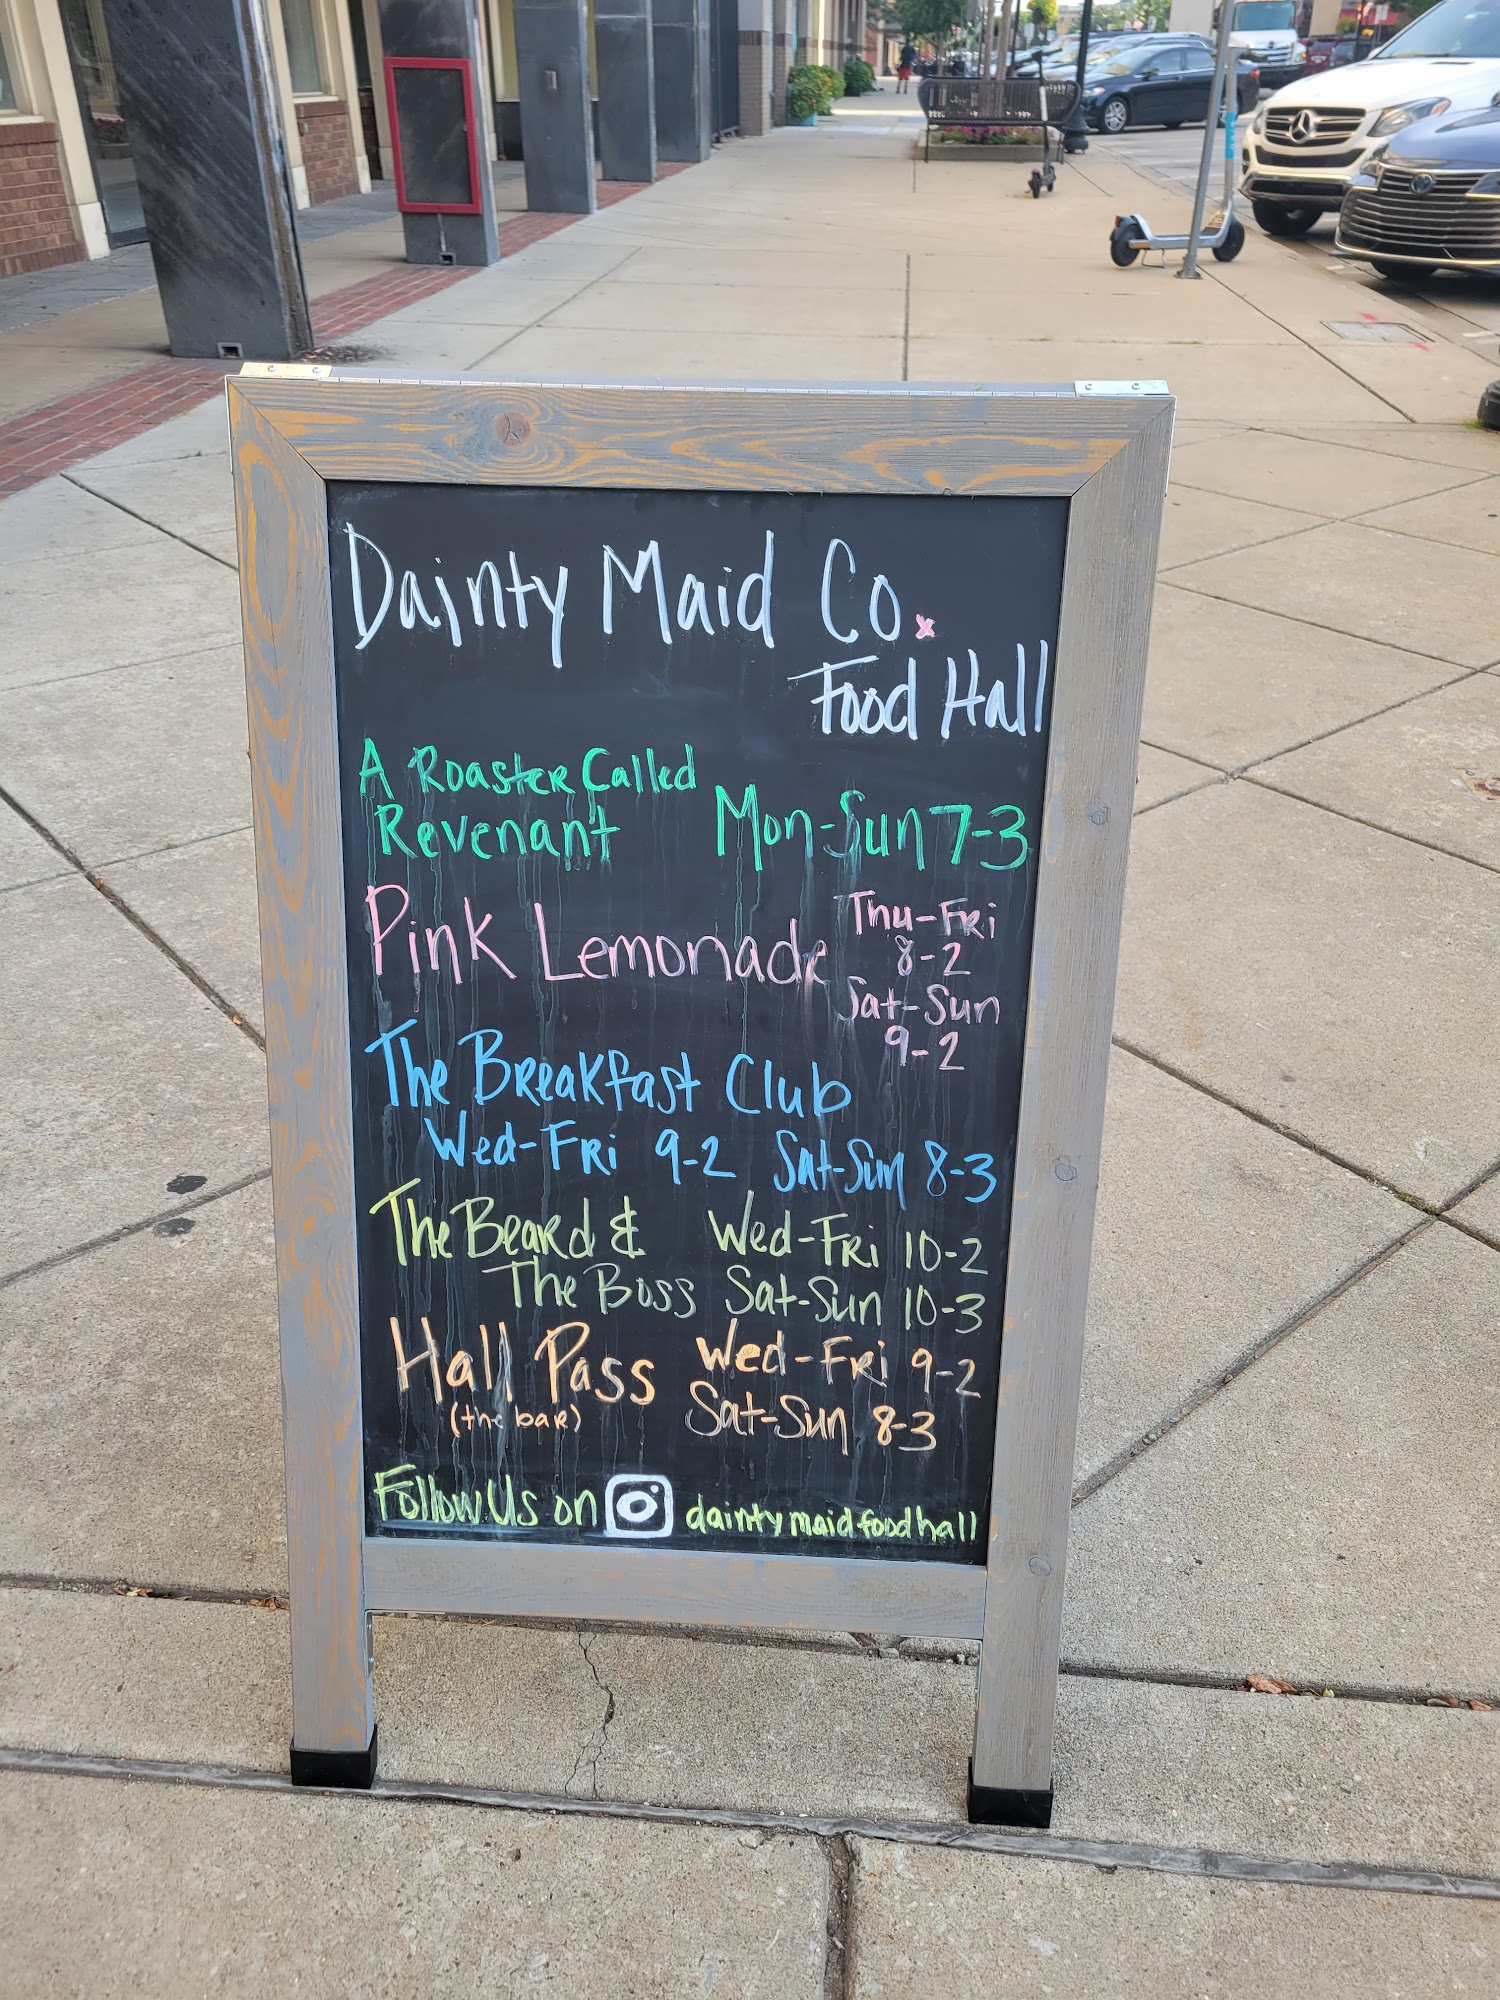 Dainty Maid Co.
Food Hall
A Roaster Called
Revenant Mon-Sun 7-3
Pink Lemonade Thu-Fri
8-2
Sat-Sun
9-2
The Breakfast Club
Wed-Fri 9-2 Sat-Sun 8-3
The Beard & Wed-Fri 10-2
The Boss Sat-Sun 10-3
Hall Pass Wed-Fri 9-2
(the bar) Sat-Sun 8-3
Follow Us on daintymaidfoodhall